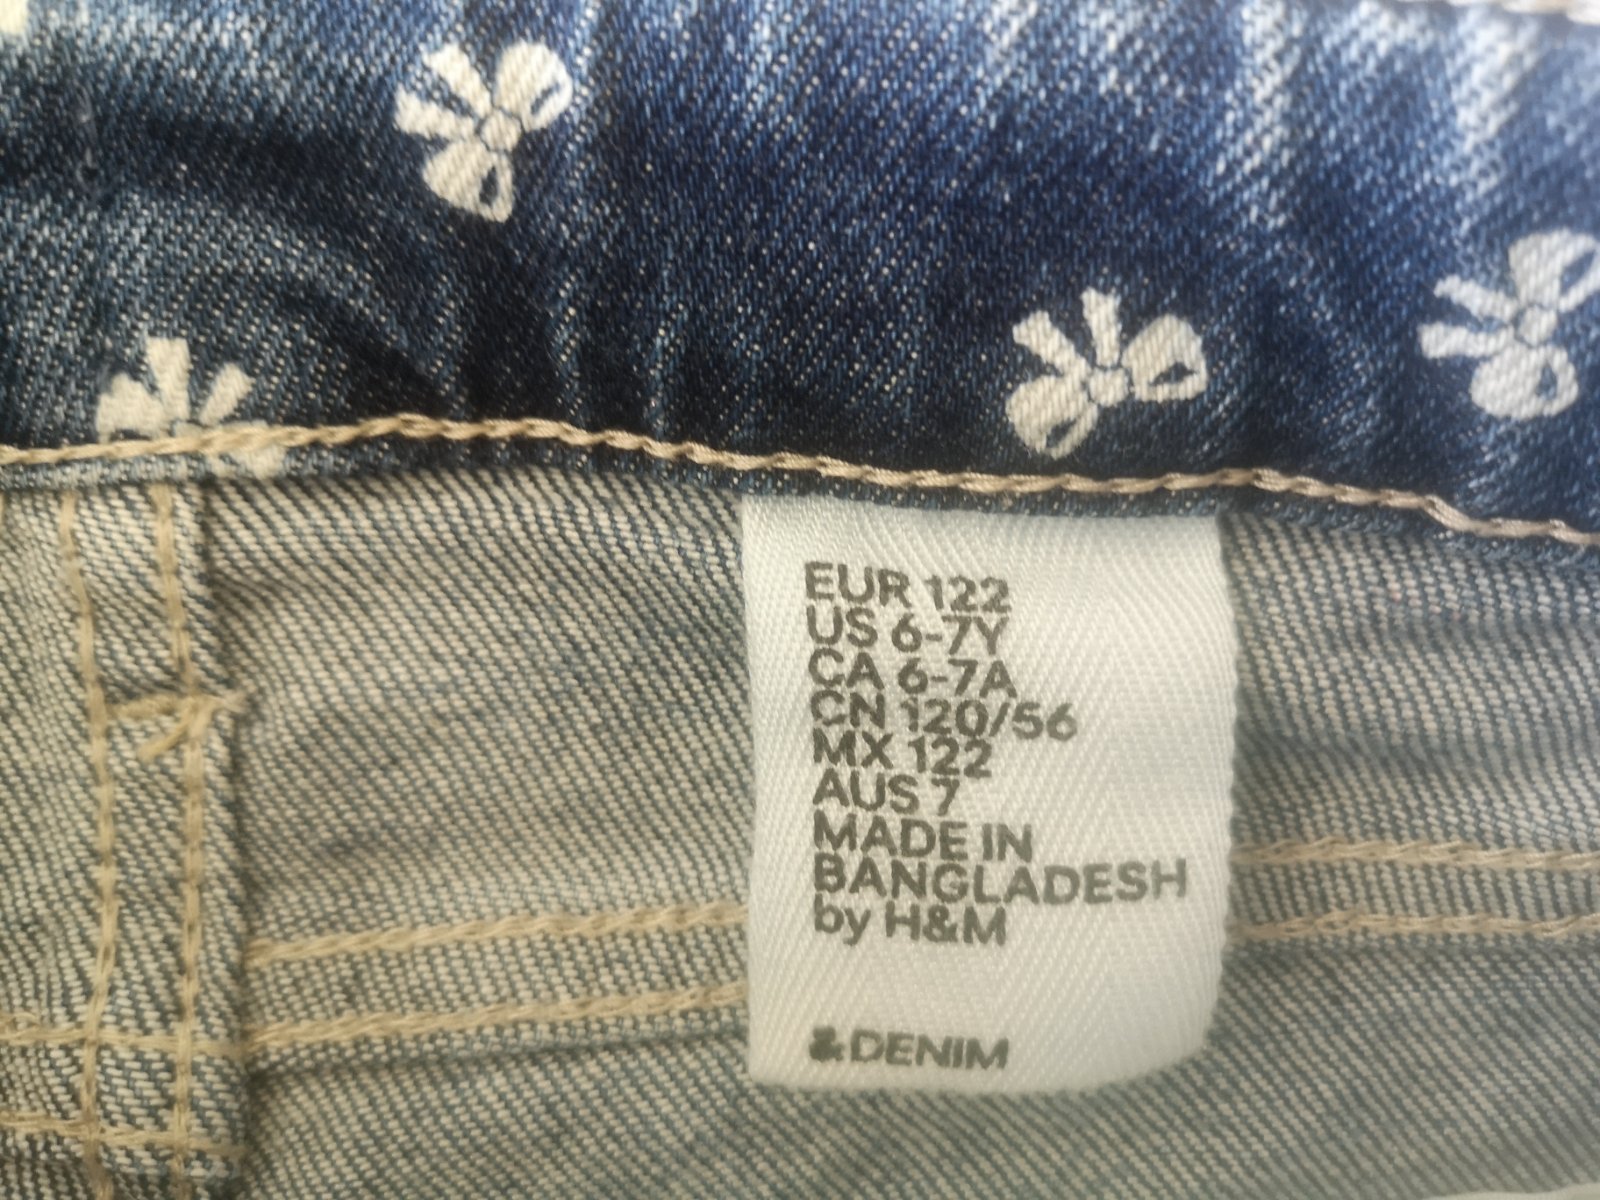 EUR 122
US 6-7Y
CA 6-7A
CN 120/56
MX 122
AUS 7
MADE IN
BANGLADESH
by H&M
&DENIM